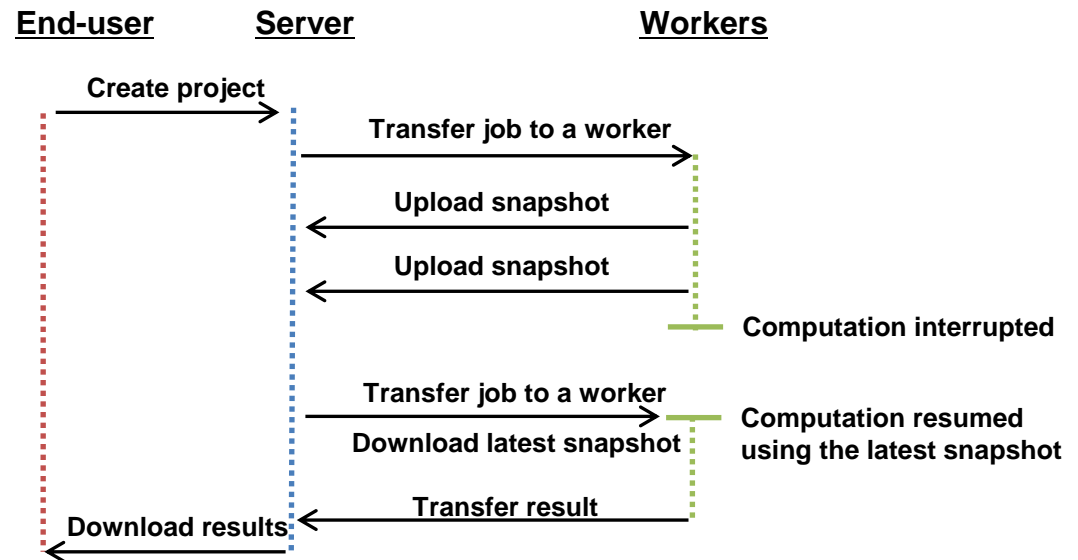 End-user
Server
Workers
Create project
Transfer job to a worker
Upload snapshot
Upload snapshot
Computation interrupted
Transfer job to a worker
Download latest snapshot
Computation resumed
using the latest snapshot
Transfer result
Download results